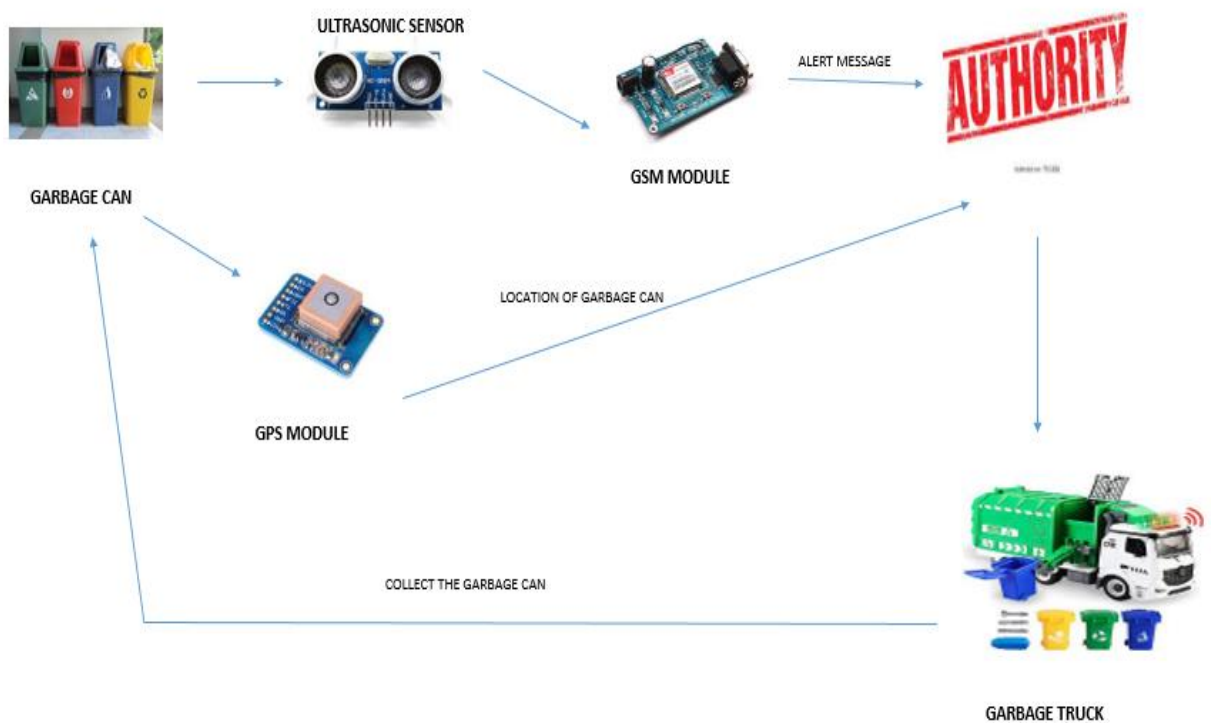 ULTRASONIC SENSOR
ALERT MESSAGE
AUTHORITY
GSM MODULE
GARBAGE CAN
LOCATION OF GARBAGE CAN
GPS MODULE
COLLECT THE GARBAGE CAN
GARBAGE TRUCK